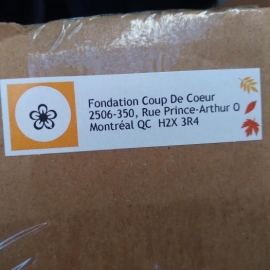 Fondation Coup De Coeur
2506-350, Rue Prince-Arthur O
Montréal QC  H2X 3R4